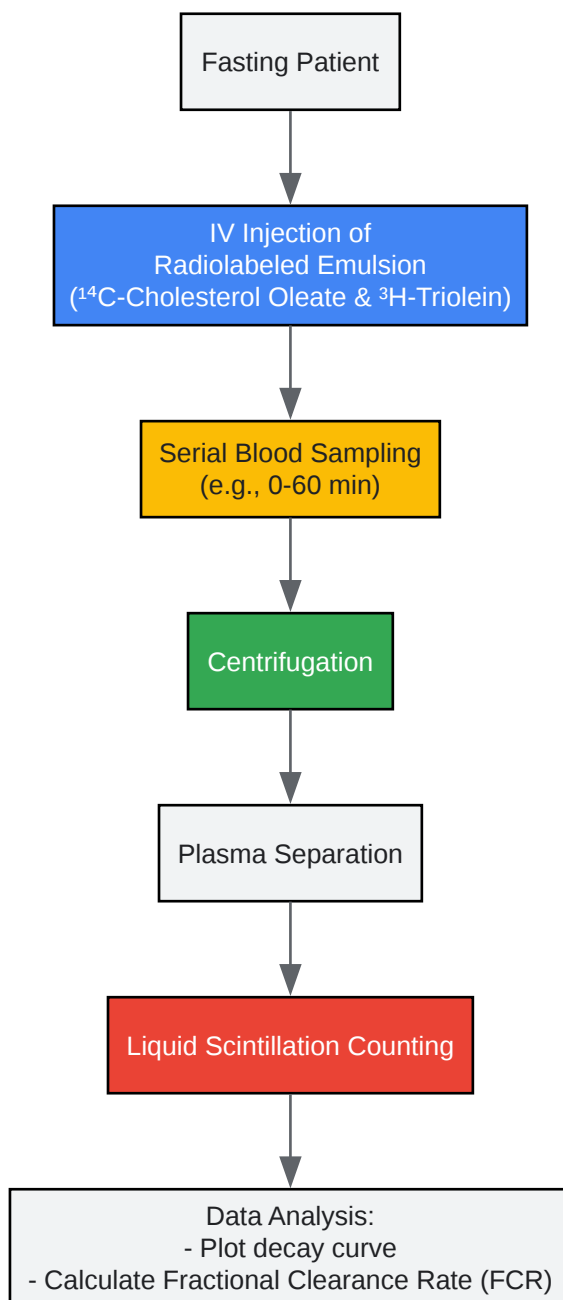 Fasting Patient
IV Injection of
Radiolabeled Emulsion
(¹⁴C-Cholesterol Oleate & ³H-Triolein)
Serial Blood Sampling
(e.g., 0-60 min)
Centrifugation
Plasma Separation
Liquid Scintillation Counting
Data Analysis:
- Plot decay curve
- Calculate Fractional Clearance Rate (FCR)